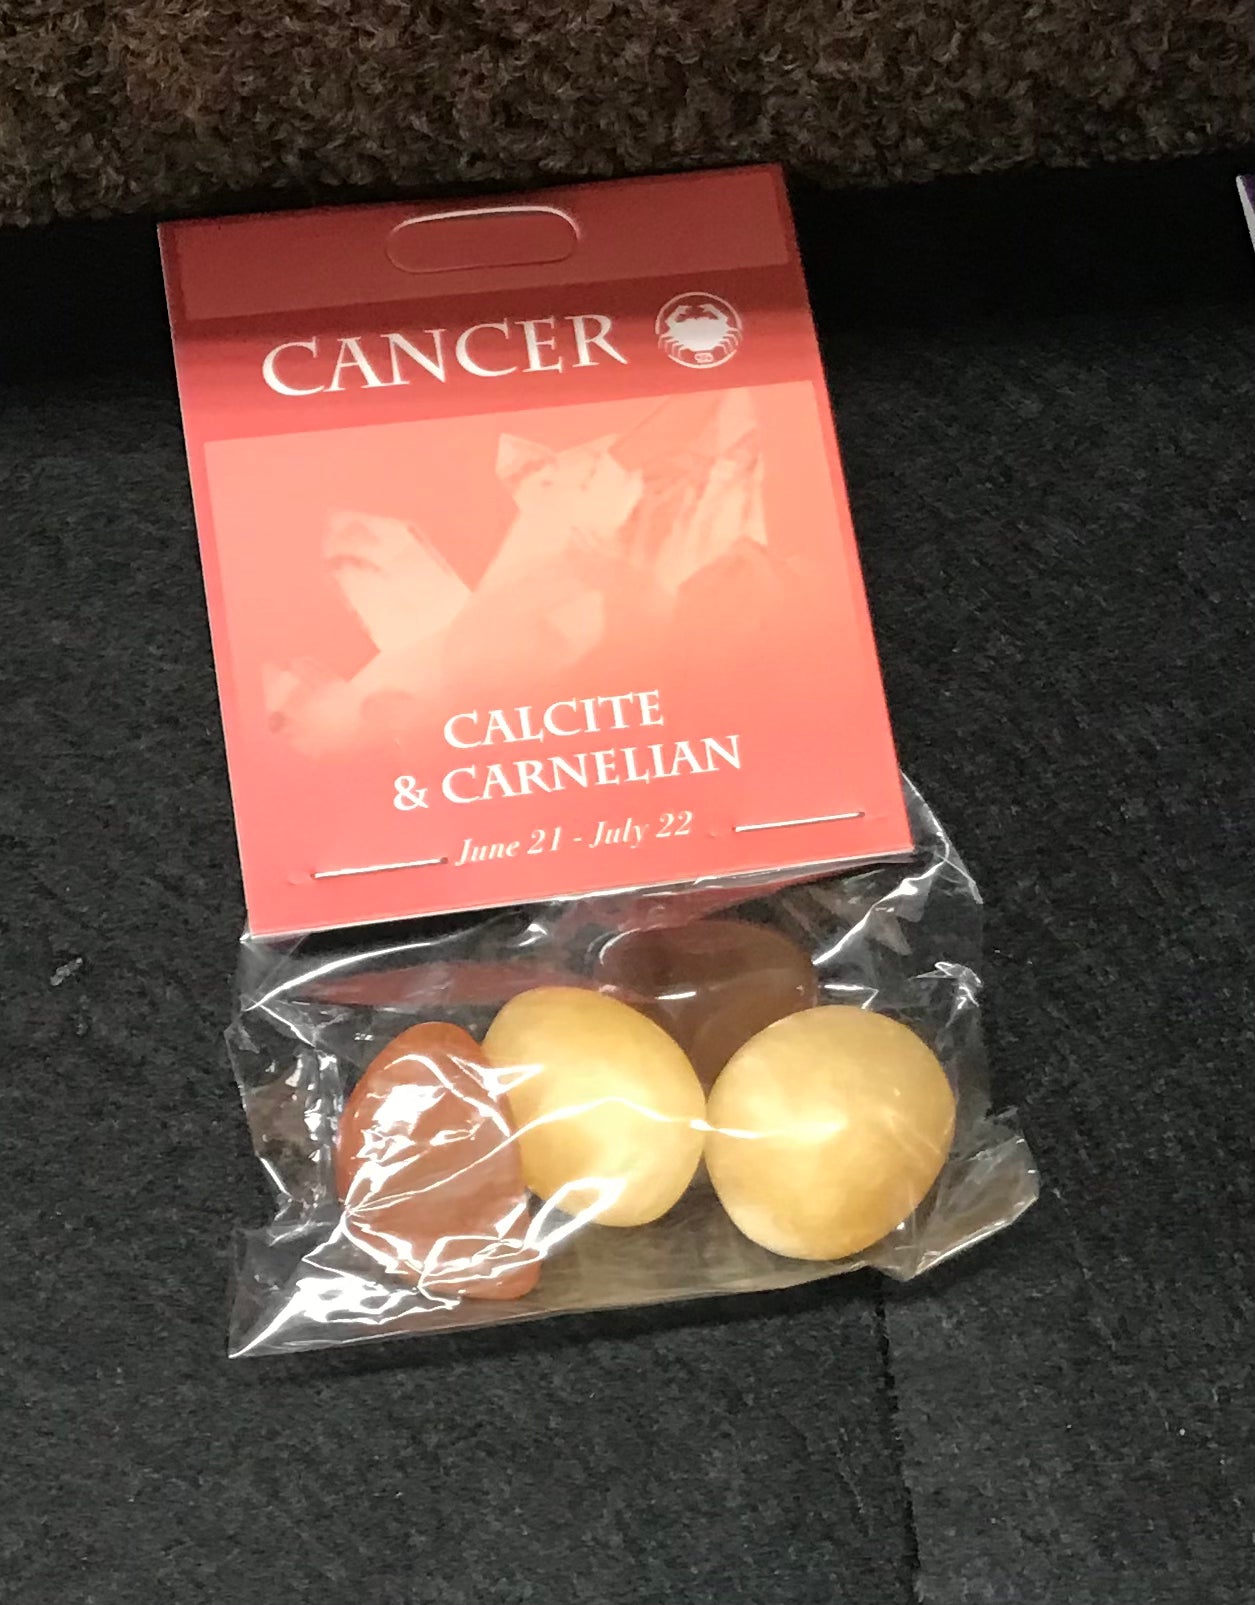 CANCER
CALCITE
& CARNELIAN
June 21 - July 22